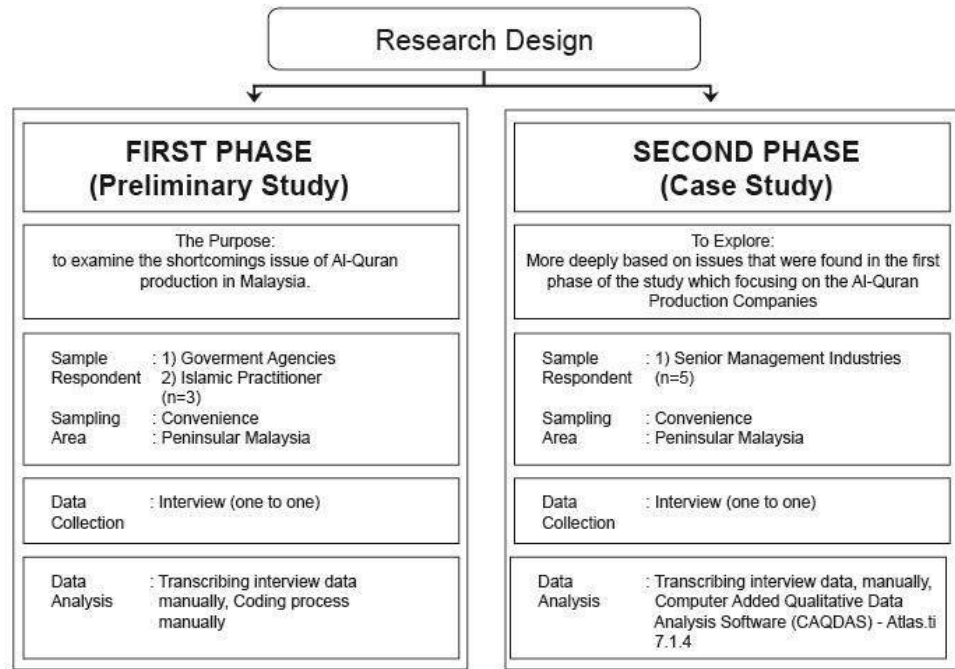 Research Design
FIRST PHASE
(Preliminary Study)
The Purpose:
to examine the shortcomings issue of Al-Quran
production in Malaysia.
Sample : 1) Goverment Agencies
Respondent 2) Islamic Practitioner
(n=3)
Sampling : Convenience
Area : Peninsular Malaysia
Data : Interview (one to one)
Collection
Data : Transcribing interview data
Analysis manually, Coding process
manually
SECOND PHASE
(Case Study)
To Explore:
More deeply based on issues that were found in the first
phase of the study which focusing on the Al-Quran
Production Companies
Sample : 1) Senior Management Industries
Respondent (n=5)
Sampling : Convenience
Area : Peninsular Malaysia
Data : Interview (one to one)
Collection
Data : Transcribing interview data, manually,
Analysis Computer Added Qualitative Data
Analysis Software (CAQDAS) - Atlas.ti
7.1.4